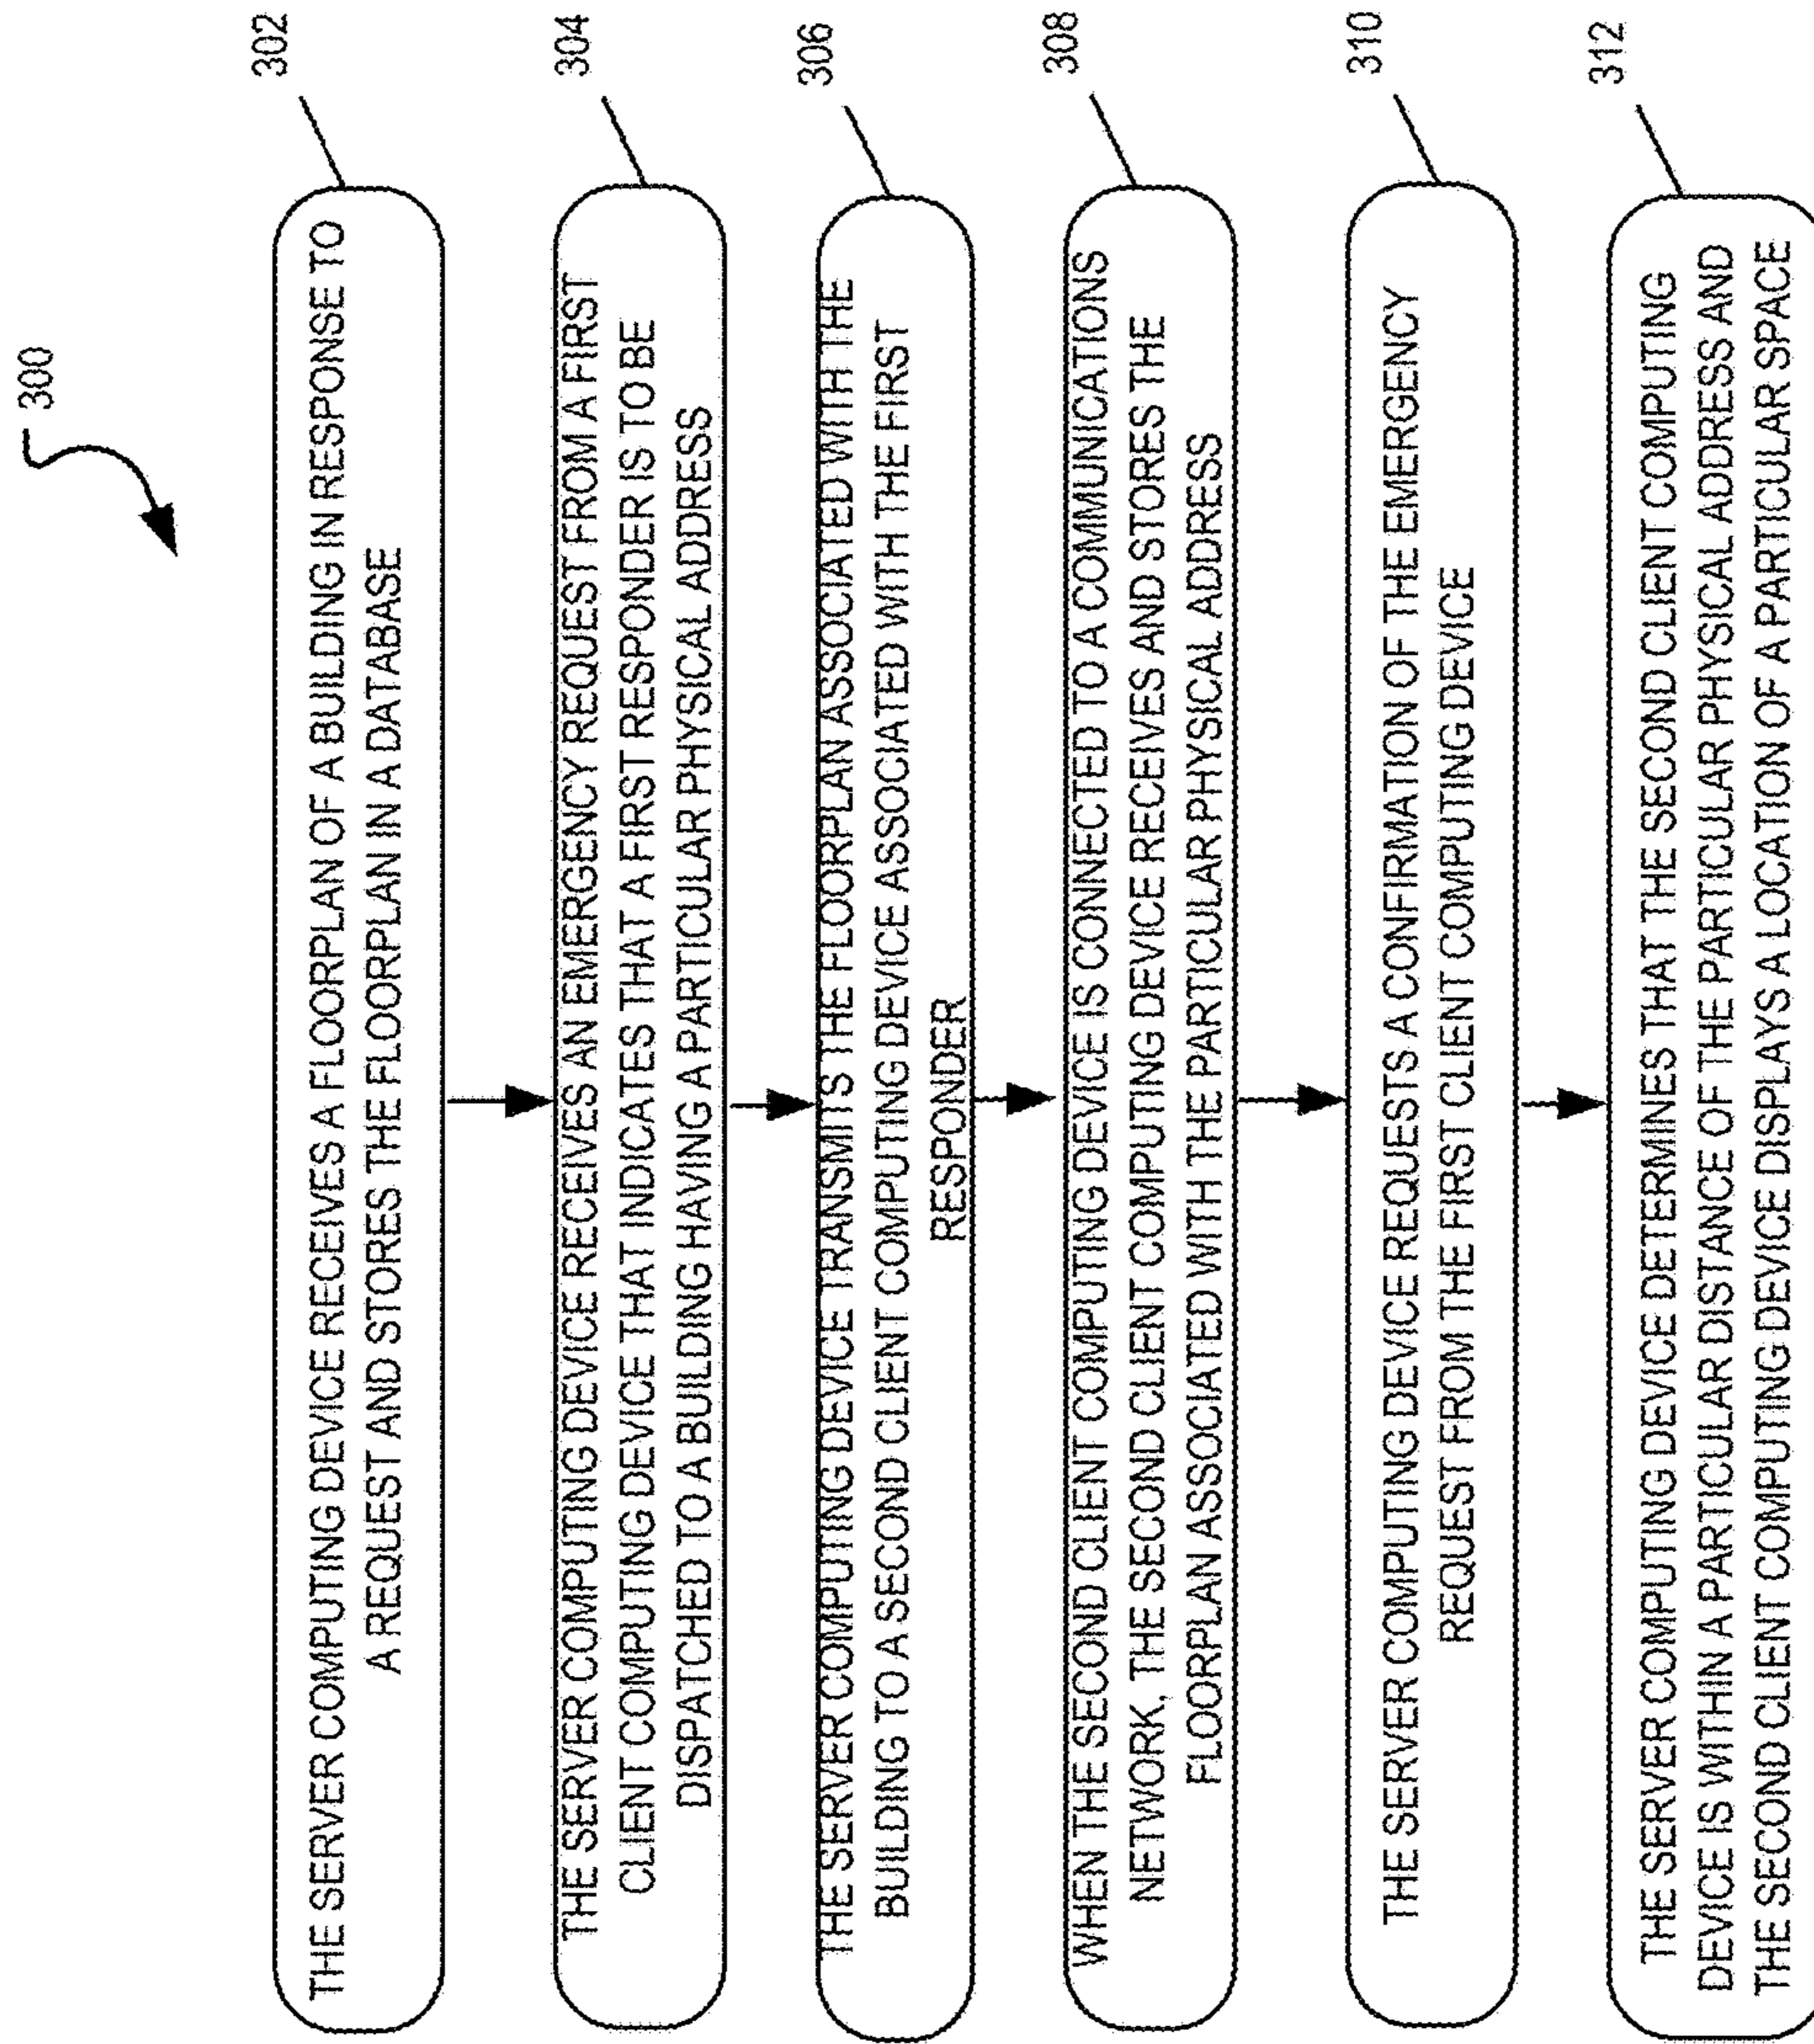 300
302
THE SERVER COMPUTING DEVICE RECEIVES A FLOORPLAN OF A BUILDING IN RESPONSE TO
A REQUEST AND STORES THE FLOORPLAN IN A DATABASE
304
THE SERVER COMPUTING DEVICE RECEIVES AN EMERGENCY REQUEST FROM A FIRST
CLIENT COMPUTING DEVICE THAT INDICATES THAT A FIRST RESPONDER IS TO BE
DISPATCHED TO A BUILDING HAVING A PARTICULAR PHYSICAL ADDRESS
306
THE SERVER COMPUTING DEVICE TRANSMITS THE FLOORPLAN ASSOCIATED WITH THE
BUILDING TO A SECOND CLIENT COMPUTING DEVICE ASSOCIATED WITH THE FIRST
RESPONDER
308
WHEN THE SECOND CLIENT COMPUTING DEVICE IS CONNECTED TO A COMMUNICATIONS
NETWORK, THE SECOND CLIENT COMPUTING DEVICE RECEIVES AND STORES THE
FLOORPLAN ASSOCIATED WITH THE PARTICULAR PHYSICAL ADDRESS
310
THE SERVER COMPUTING DEVICE REQUESTS A CONFIRMATION OF THE EMERGENCY
REQUEST FROM THE FIRST CLIENT COMPUTING DEVICE
312
THE SERVER COMPUTING DEVICE DETERMINES THAT THE SECOND CLIENT COMPUTING
DEVICE IS WITHIN A PARTICULAR DISTANCE OF THE PARTICULAR PHYSICAL ADDRESS AND
THE SECOND CLIENT COMPUTING DEVICE DISPLAYS A LOCATION OF A PARTICULAR SPACE